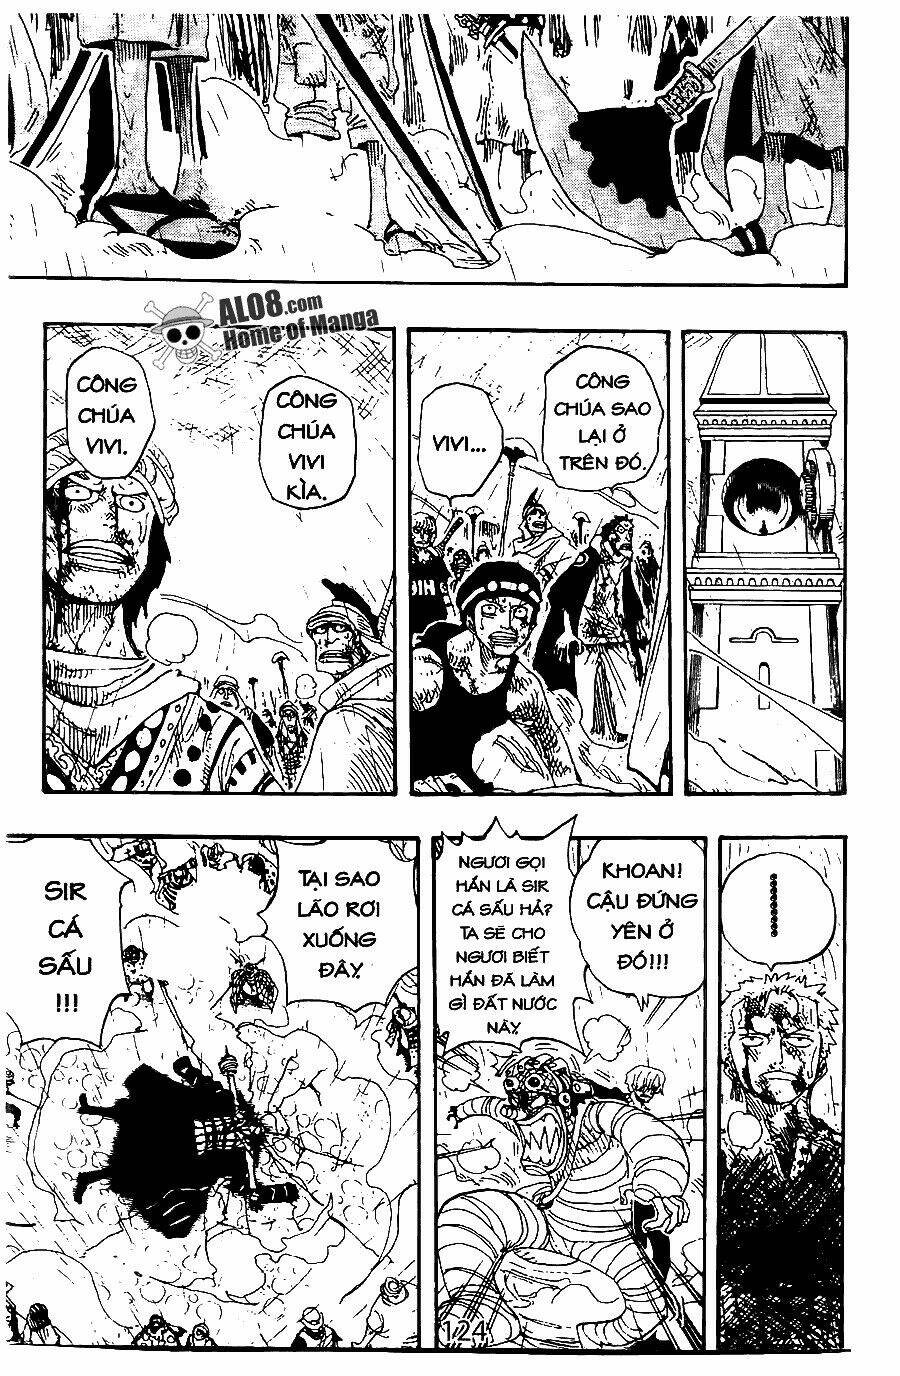 ALO8.com
Home of Manga
CÔNG
CHÚA SAO
LẠI Ở
TRÊN ĐÓ.
VIVI...
CÔNG
CHÚA
VIVI
KÌA.
CÔNG
CHÚA
VIVI.
..........
KHOAN!
CẬU ĐỨNG
YÊN Ở
ĐÓ!!!
NGƯƠI GỌI
HẮN LÀ SIR
CÁ SẤU HẢ?
TA SẼ CHO
NGƯƠI BIẾT
HẮN ĐÃ LÀM
GÌ ĐẤT NƯỚC
NÀY.
TẠI SAO
LÃO RƠI
XUỐNG
ĐÂY.
SIR
CÁ
SẤU
!!!
124